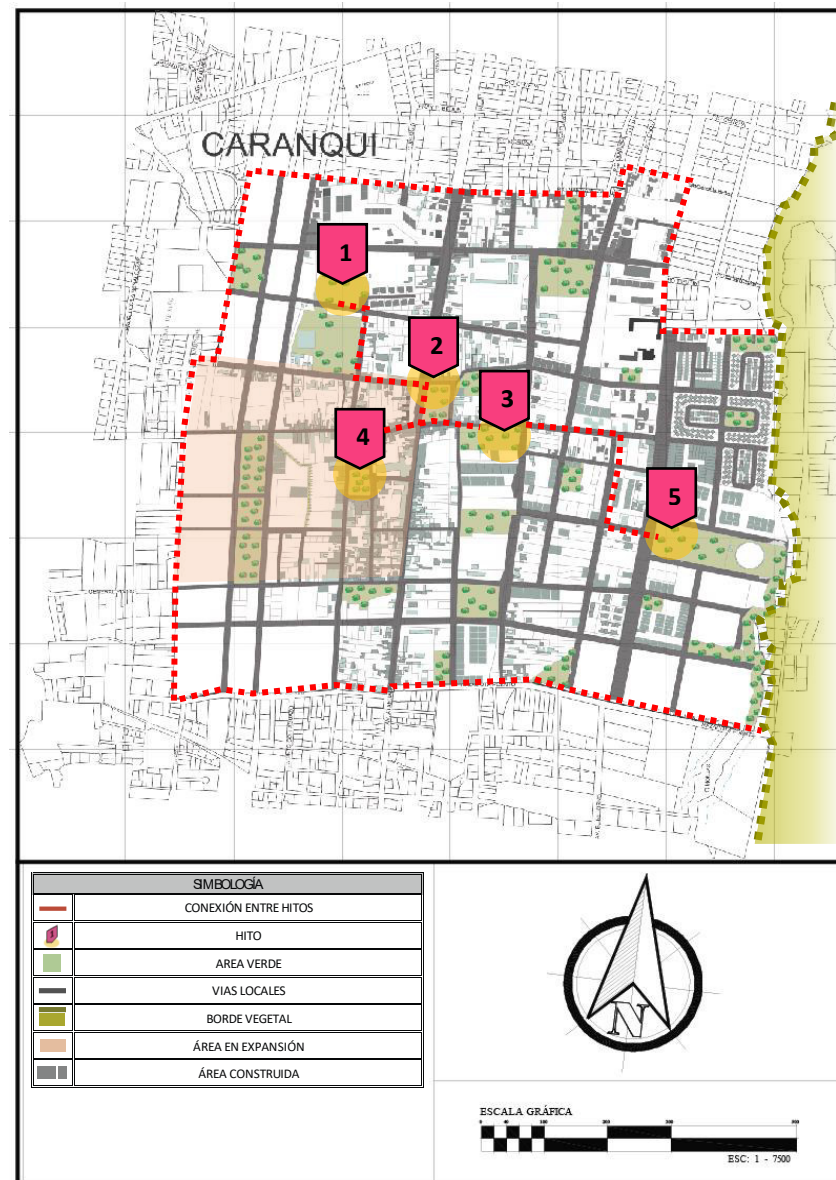 CARANQUI
1
2
3
4
5
SIMBOLOGÍA
CONEXIÓN ENTRE HITOS
HITO
AREA VERDE
VIAS LOCALES
BORDE VEGETAL
ÁREA EN EXPANSIÓN
ÁREA CONSTRUIDA
N
ESCALA GRÁFICA
ESC: 1 - 7500